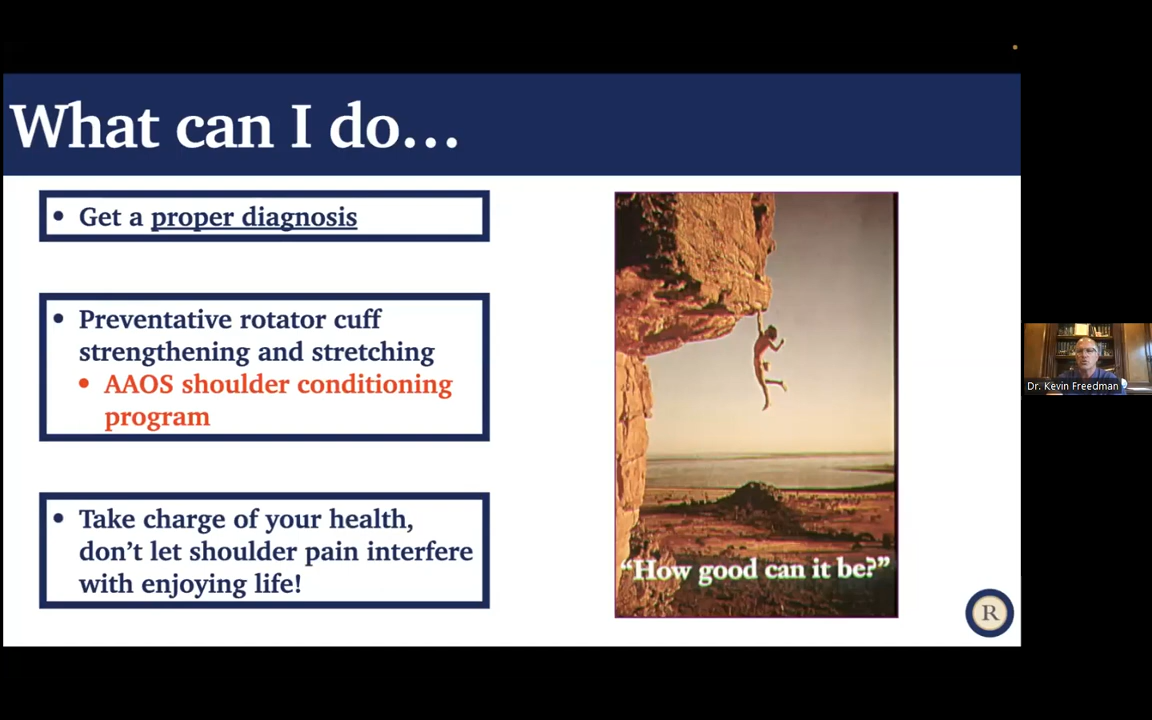 What can I do…
• Get a proper diagnosis
• Preventative rotator cuff
strengthening and stretching
• AAOS shoulder conditioning
program
• Take charge of your health,
don’t let shoulder pain interfere
with enjoying life!
“How good can it be?”
R
Dr. Kevin Freedman